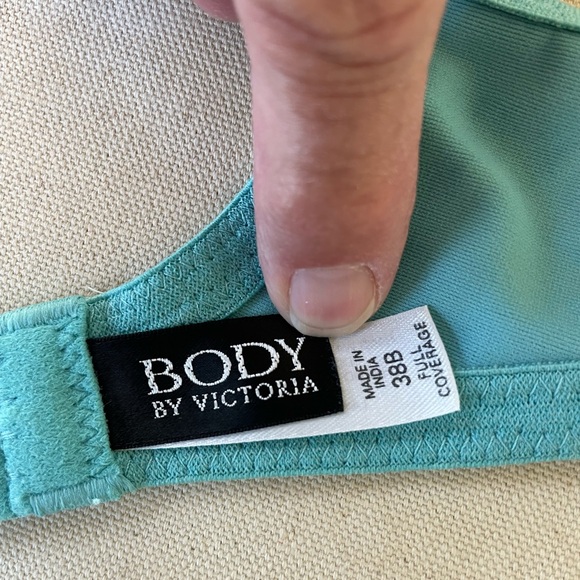 BODY
BY VICTORIA
MADE IN
INDIA
38B
FULL
COVERAGE